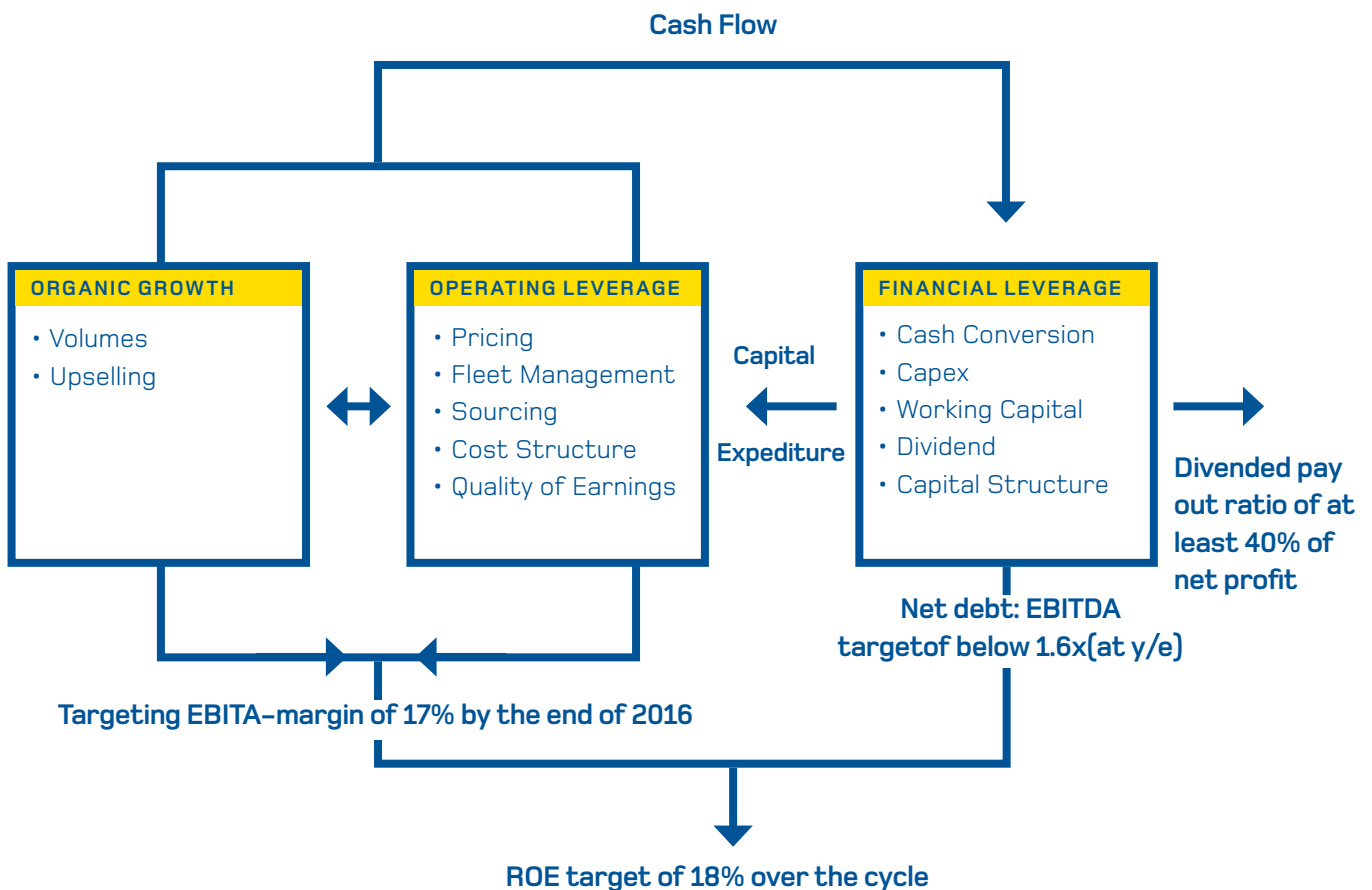 Cash Flow
ORGANIC GROWTH
• Volumes
• Upselling
OPERATING LEVERAGE
• Pricing
• Fleet Management
• Sourcing
• Cost Structure
• Quality of Earnings
Capital
Expediture
FINANCIAL LEVERAGE
• Cash Conversion
• Capex
• Working Capital
• Dividend
• Capital Structure
Divended pay
out ratio of at
least 40% of
net profit
Net debt: EBITDA
targetof below 1.6x(at y/e)
Targeting EBITA-margin of 17% by the end of 2016
ROE target of 18% over the cycle